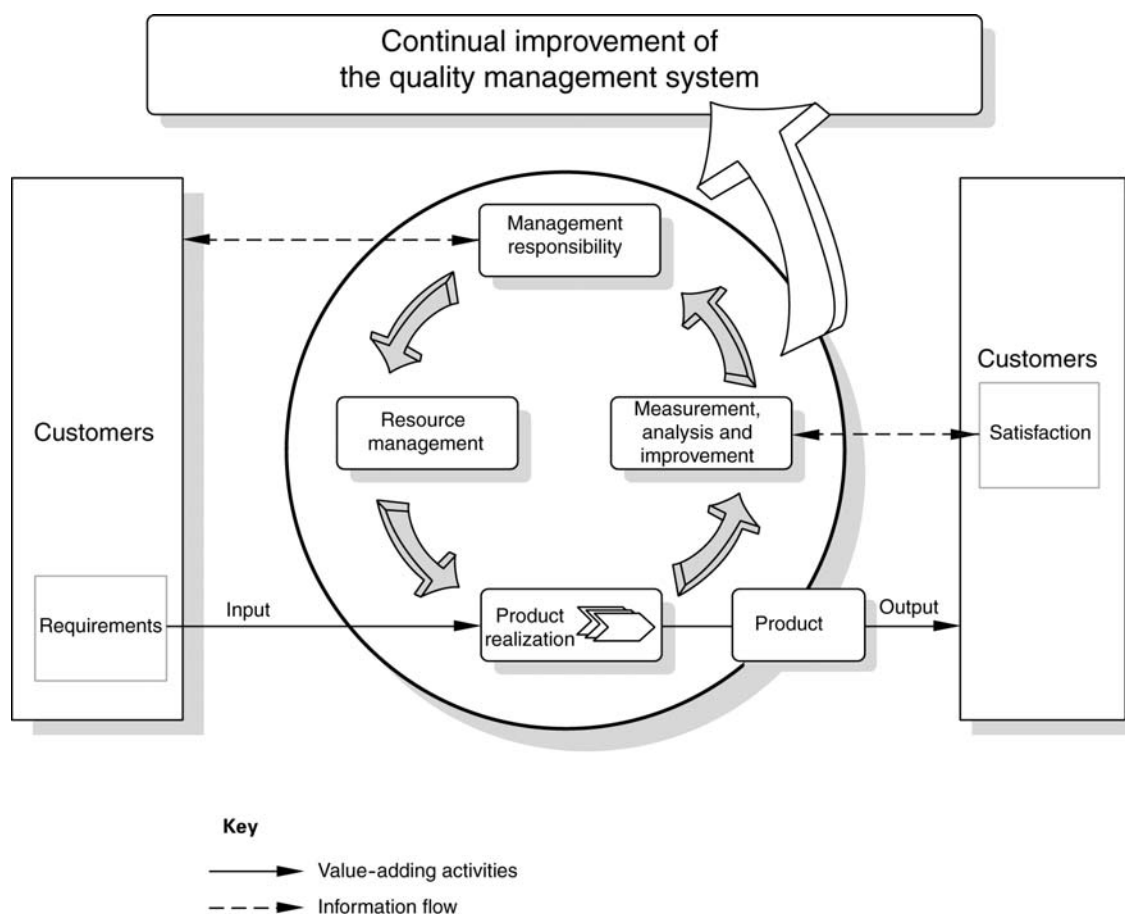 Continual improvement of
the quality management system
Management
responsibility
Customers
Resource
management
Measurement,
analysis and
improvement
Customers
Satisfaction
Requirements
Input
Product
realization
Product
Output
Key
Value-adding activities
Information flow